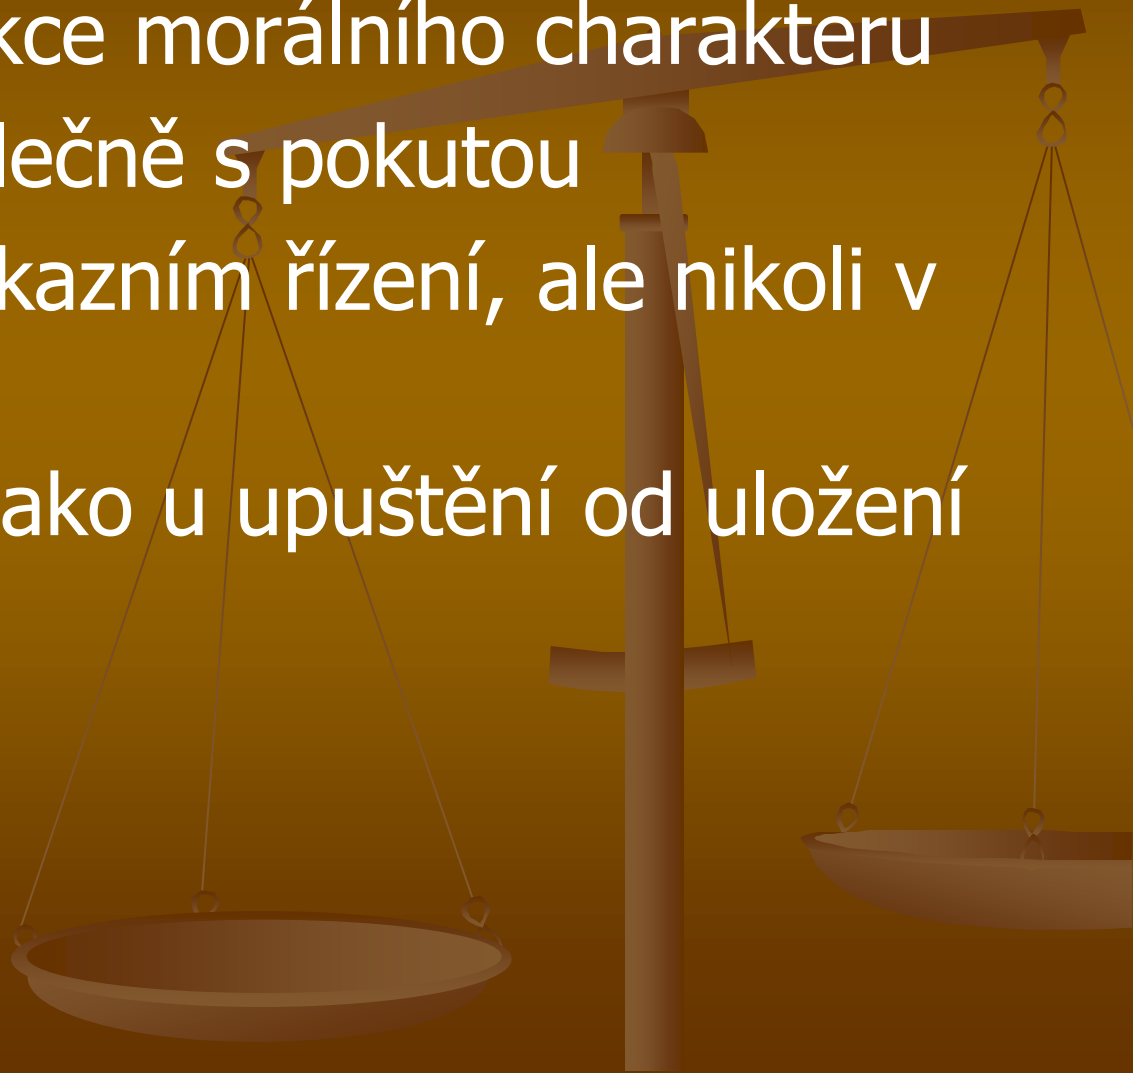 kce morálního charakteru
lečně s pokutou
kazním řízení, ale nikoli v
ako u upuštění od uložení